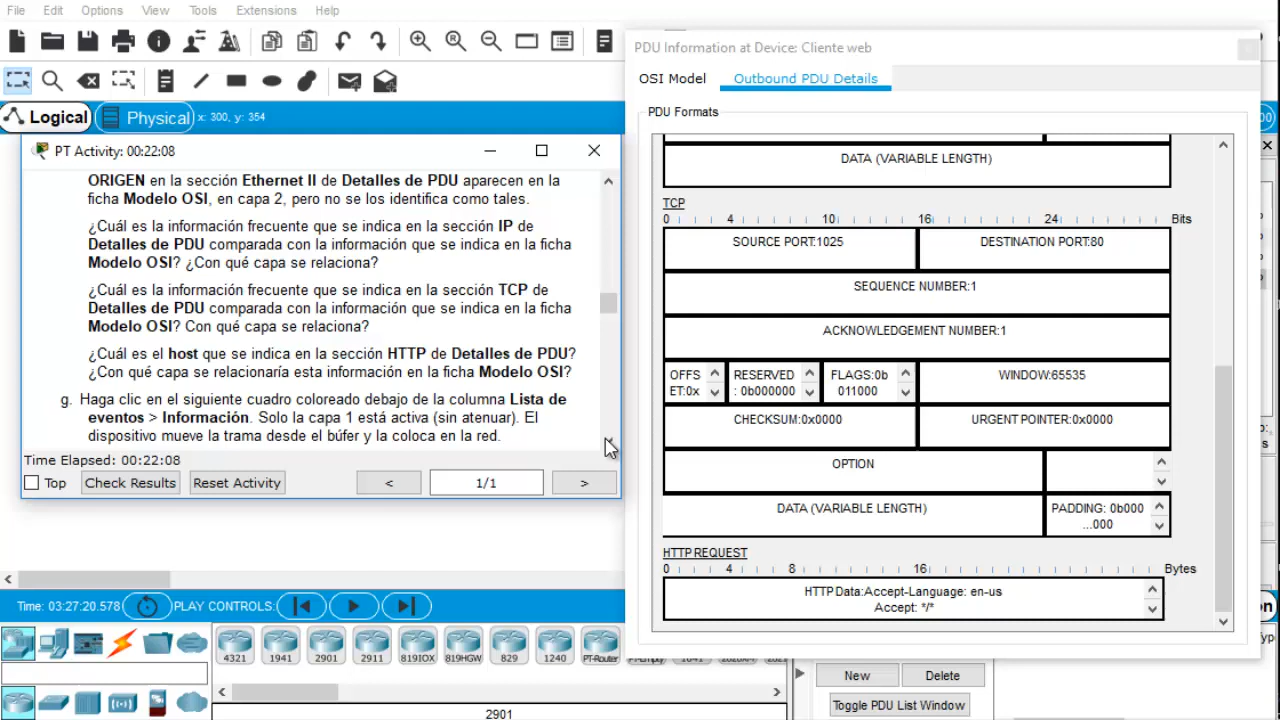 File Edit Options View Tools Extensions Help
Logical Physical x: 300, y: 354
PT Activity: 00:22:08
ORIGEN en la sección Ethernet II de Detalles de PDU aparecen en la
ficha Modelo OSI, en capa 2, pero no se los identifica como tales.
¿Cuál es la información frecuente que se indica en la sección IP de
Detalles de PDU comparada con la información que se indica en la ficha
Modelo OSI? ¿Con qué capa se relaciona?
¿Cuál es la información frecuente que se indica en la sección TCP de
Detalles de PDU comparada con la información que se indica en la ficha
Modelo OSI? Con qué capa se relaciona?
¿Cuál es el host que se indica en la sección HTTP de Detalles de PDU?
¿Con qué capa se relacionaría esta información en la ficha Modelo OSI?
g. Haga clic en el siguiente cuadro coloreado debajo de la columna Lista de
eventos > Información. Solo la capa 1 está activa (sin atenuar). El
dispositivo mueve la trama desde el búfer y la coloca en la red.
Time Elapsed: 00:22:08
Top Check Results Reset Activity < 1/1 >
PDU Information at Device: Cliente web
OSI Model Outbound PDU Details
PDU Formats
DATA (VARIABLE LENGTH)
TCP
0 4 10 16 24 Bits
SOURCE PORT:1025 DESTINATION PORT:80
SEQUENCE NUMBER:1
ACKNOWLEDGEMENT NUMBER:1
OFFS RESERVED FLAGS:0b WINDOW:65535
ET:0x : 0b000000 011000
CHECKSUM:0x0000 URGENT POINTER:0x0000
OPTION
DATA (VARIABLE LENGTH) PADDING: 0b000
...000
HTTP REQUEST
0 4 8 16 Bytes
HTTP Data:Accept-Language: en-us
Accept: */*
Time: 03:27:20.578 PLAY CONTROLS:
4321 1941 2901 2911 819IOX 819HGW 829 1240 PT-Router PT-Empty 1841
2901
New Delete
Toggle PDU List Window